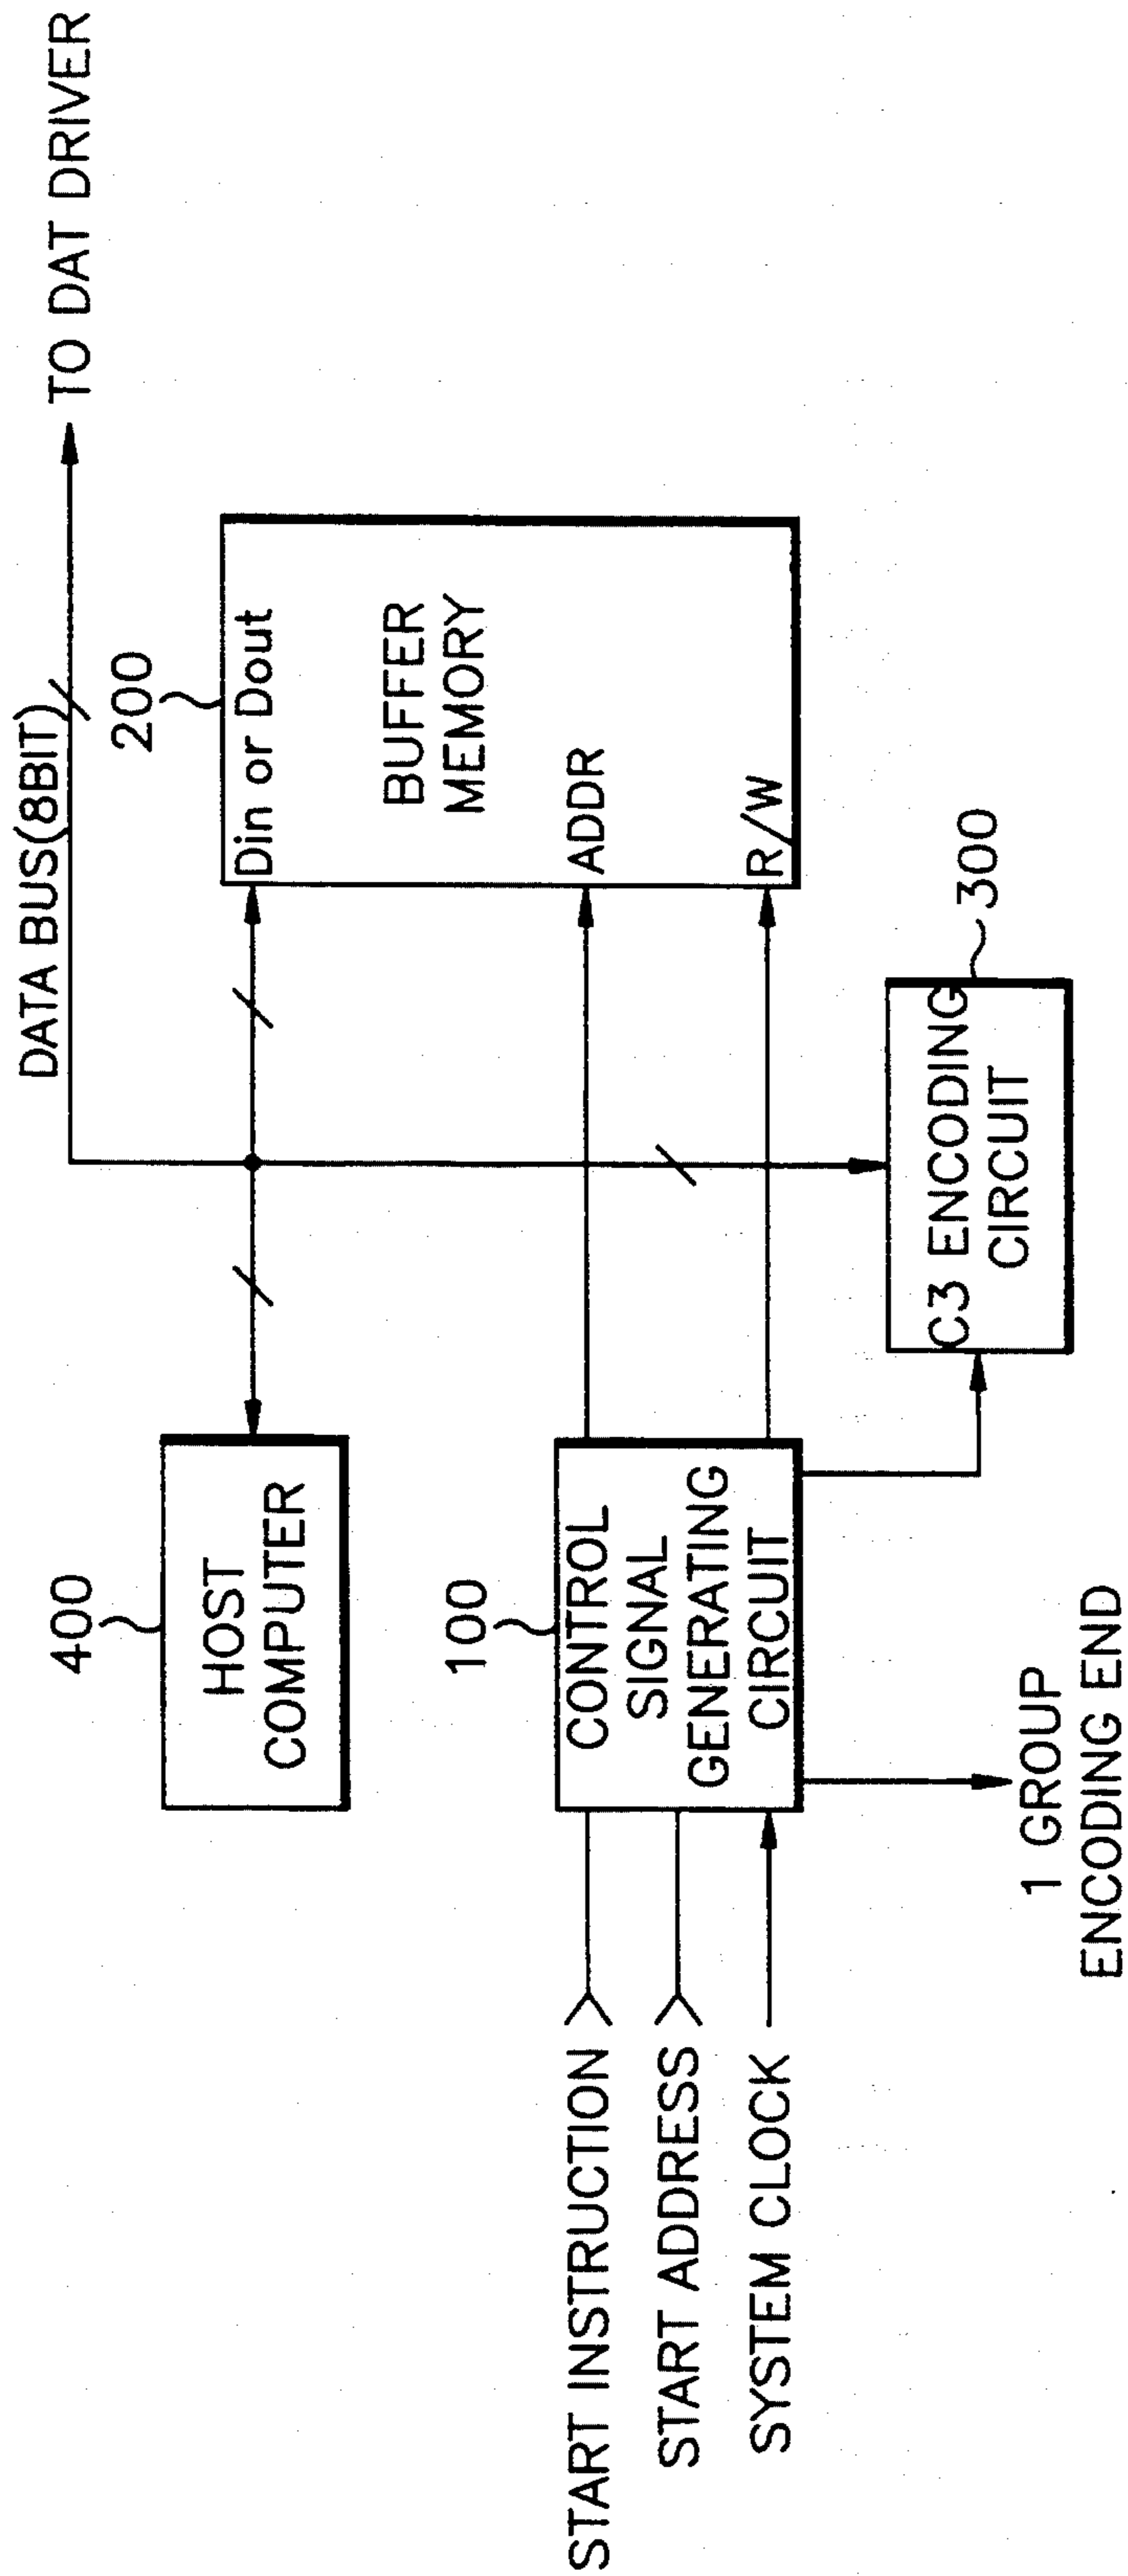 DATA BUS(8BIT)
TO DAT DRIVER
400
HOST
COMPUTER
200
Din or Dout
BUFFER
MEMORY
ADDR
R/W
100
CONTROL
SIGNAL
GENERATING
CIRCUIT
START INSTRUCTION
START ADDRESS
SYSTEM CLOCK
C3 ENCODING
CIRCUIT
300
1 GROUP
ENCODING END